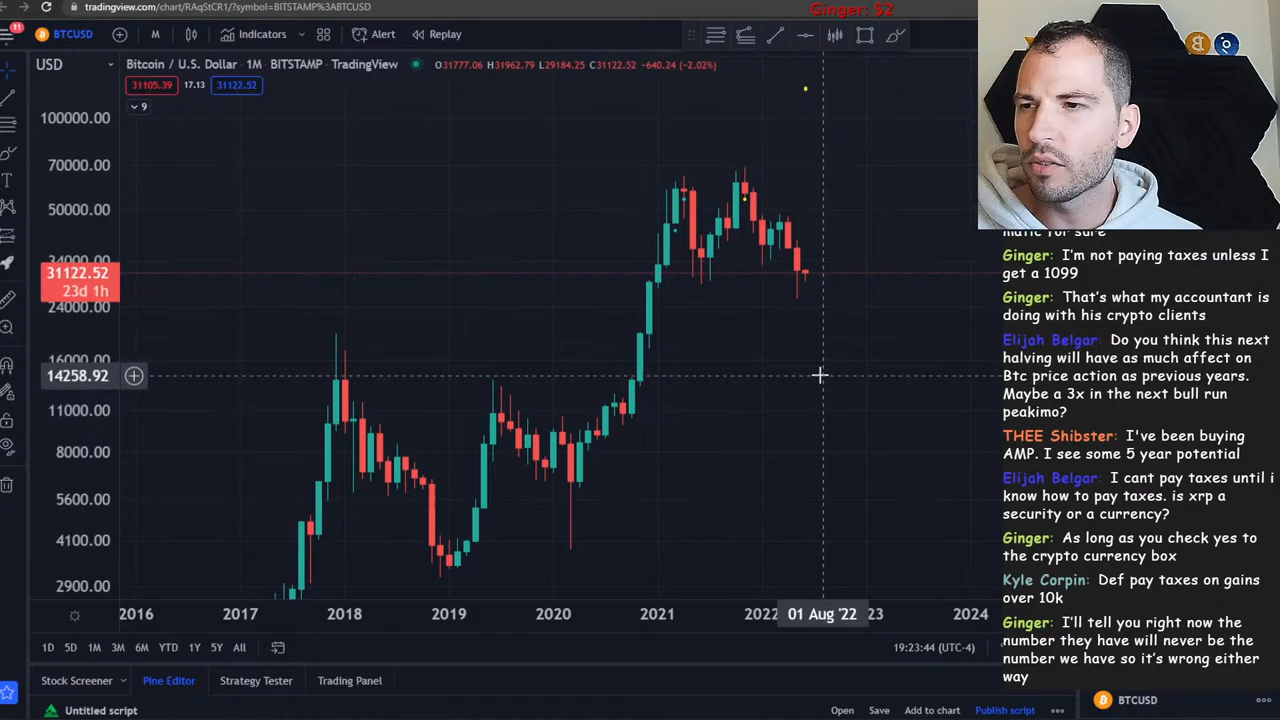 tradingview.com/chart/RAqStCR1/?symbol=BITSTAMP%3ABTCUSD
Ginger: $2
11
BTCUSD
M
Indicators
Alert
Replay
USD
Bitcoin / U.S. Dollar · 1M · BITSTAMP · TradingView
O31777.06 H31962.79 L29184.25 C31122.52 -640.24 (-2.02%)
31105.39
17.13
31122.52
9
100000.00
70000.00
50000.00
34000.00
31122.52
23d 1h
24000.00
16000.00
14258.92
11000.00
8000.00
5600.00
4100.00
2900.00
2016
2017
2018
2019
2020
2021
2022
01 Aug '22
23
2024
1D
5D
1M
3M
6M
YTD
1Y
5Y
All
19:23:44 (UTC-4)
Stock Screener
Pine Editor
Strategy Tester
Trading Panel
Untitled script
Open
Save
Add to chart
Publish script
matic for sure
Ginger: I'm not paying taxes unless I
get a 1099
Ginger: That's what my accountant is
doing with his crypto clients
Elijah Belgar: Do you think this next
halving will have as much affect on
Btc price action as previous years.
Maybe a 3x in the next bull run
peakimo?
THEE Shibster: I've been buying
AMP. I see some 5 year potential
Elijah Belgar: I cant pay taxes until i
know how to pay taxes. is xrp a
security or a currency?
Ginger: As long as you check yes to
the crypto currency box
Kyle Corpin: Def pay taxes on gains
over 10k
Ginger: I'll tell you right now the
number they have will never be the
number we have so it's wrong either
way
BTCUSD